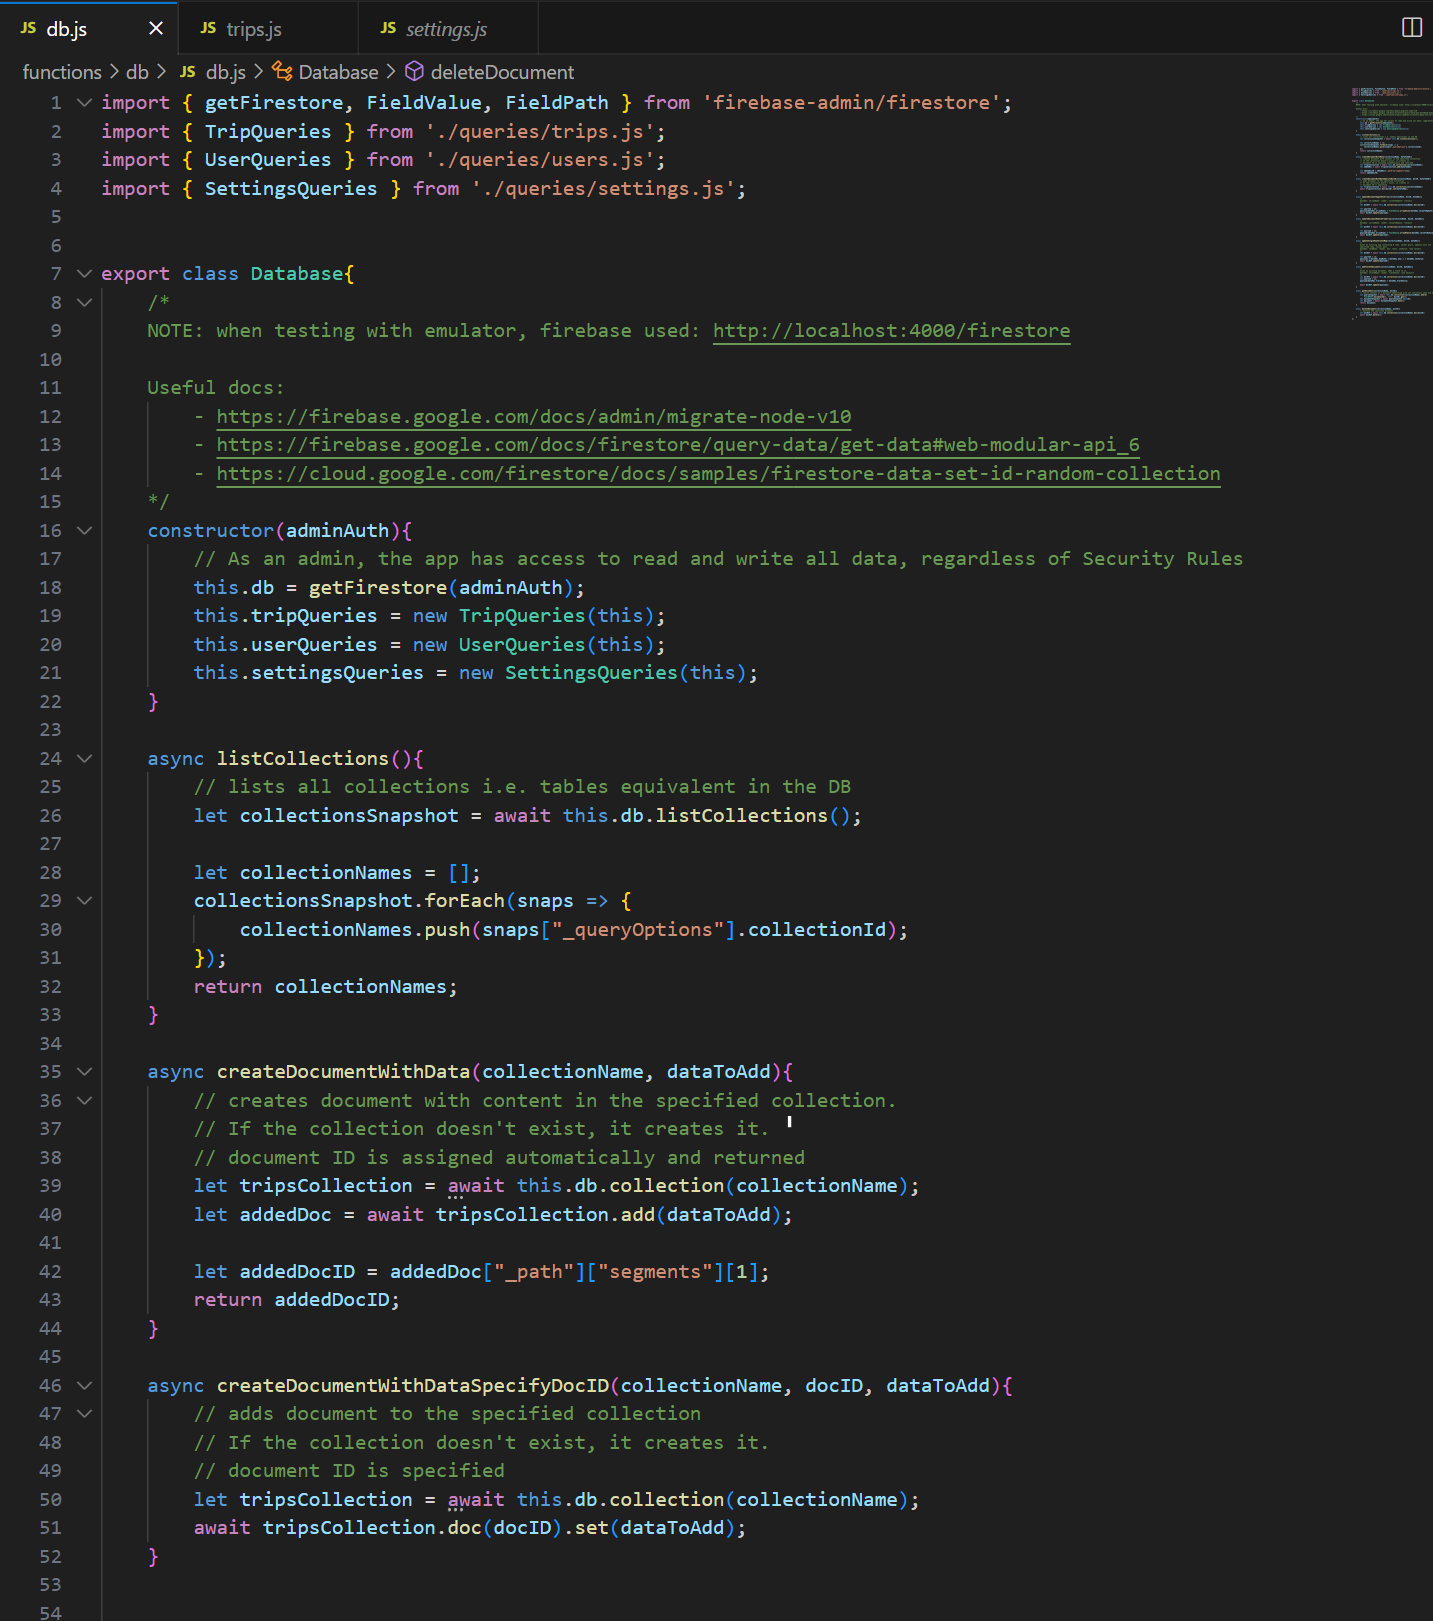 JS db.js × JS trips.js JS settings.js
functions > db > JS db.js > Database > deleteDocument
1 import { getFirestore, FieldValue, FieldPath } from 'firebase-admin/firestore';
2 import { TripQueries } from './queries/trips.js';
3 import { UserQueries } from './queries/users.js';
4 import { SettingsQueries } from './queries/settings.js';
5
6
7 export class Database{
8     /*
9     NOTE: when testing with emulator, firebase used: http://localhost:4000/firestore
10
11     Useful docs:
12         - https://firebase.google.com/docs/admin/migrate-node-v10
13         - https://firebase.google.com/docs/firestore/query-data/get-data#web-modular-api_6
14         - https://cloud.google.com/firestore/docs/samples/firestore-data-set-id-random-collection
15     */
16     constructor(adminAuth){
17         // As an admin, the app has access to read and write all data, regardless of Security Rules
18         this.db = getFirestore(adminAuth);
19         this.tripQueries = new TripQueries(this);
20         this.userQueries = new UserQueries(this);
21         this.settingsQueries = new SettingsQueries(this);
22     }
23
24     async listCollections(){
25         // lists all collections i.e. tables equivalent in the DB
26         let collectionsSnapshot = await this.db.listCollections();
27
28         let collectionNames = [];
29         collectionsSnapshot.forEach(snaps => {
30             collectionNames.push(snaps["_queryOptions"].collectionId);
31         });
32         return collectionNames;
33     }
34
35     async createDocumentWithData(collectionName, dataToAdd){
36         // creates document with content in the specified collection.
37         // If the collection doesn't exist, it creates it.
38         // document ID is assigned automatically and returned
39         let tripsCollection = await this.db.collection(collectionName);
40         let addedDoc = await tripsCollection.add(dataToAdd);
41
42         let addedDocID = addedDoc["_path"]["segments"][1];
43         return addedDocID;
44     }
45
46     async createDocumentWithDataSpecifyDocID(collectionName, docID, dataToAdd){
47         // adds document to the specified collection
48         // If the collection doesn't exist, it creates it.
49         // document ID is specified
50         let tripsCollection = await this.db.collection(collectionName);
51         await tripsCollection.doc(docID).set(dataToAdd);
52     }
53
54